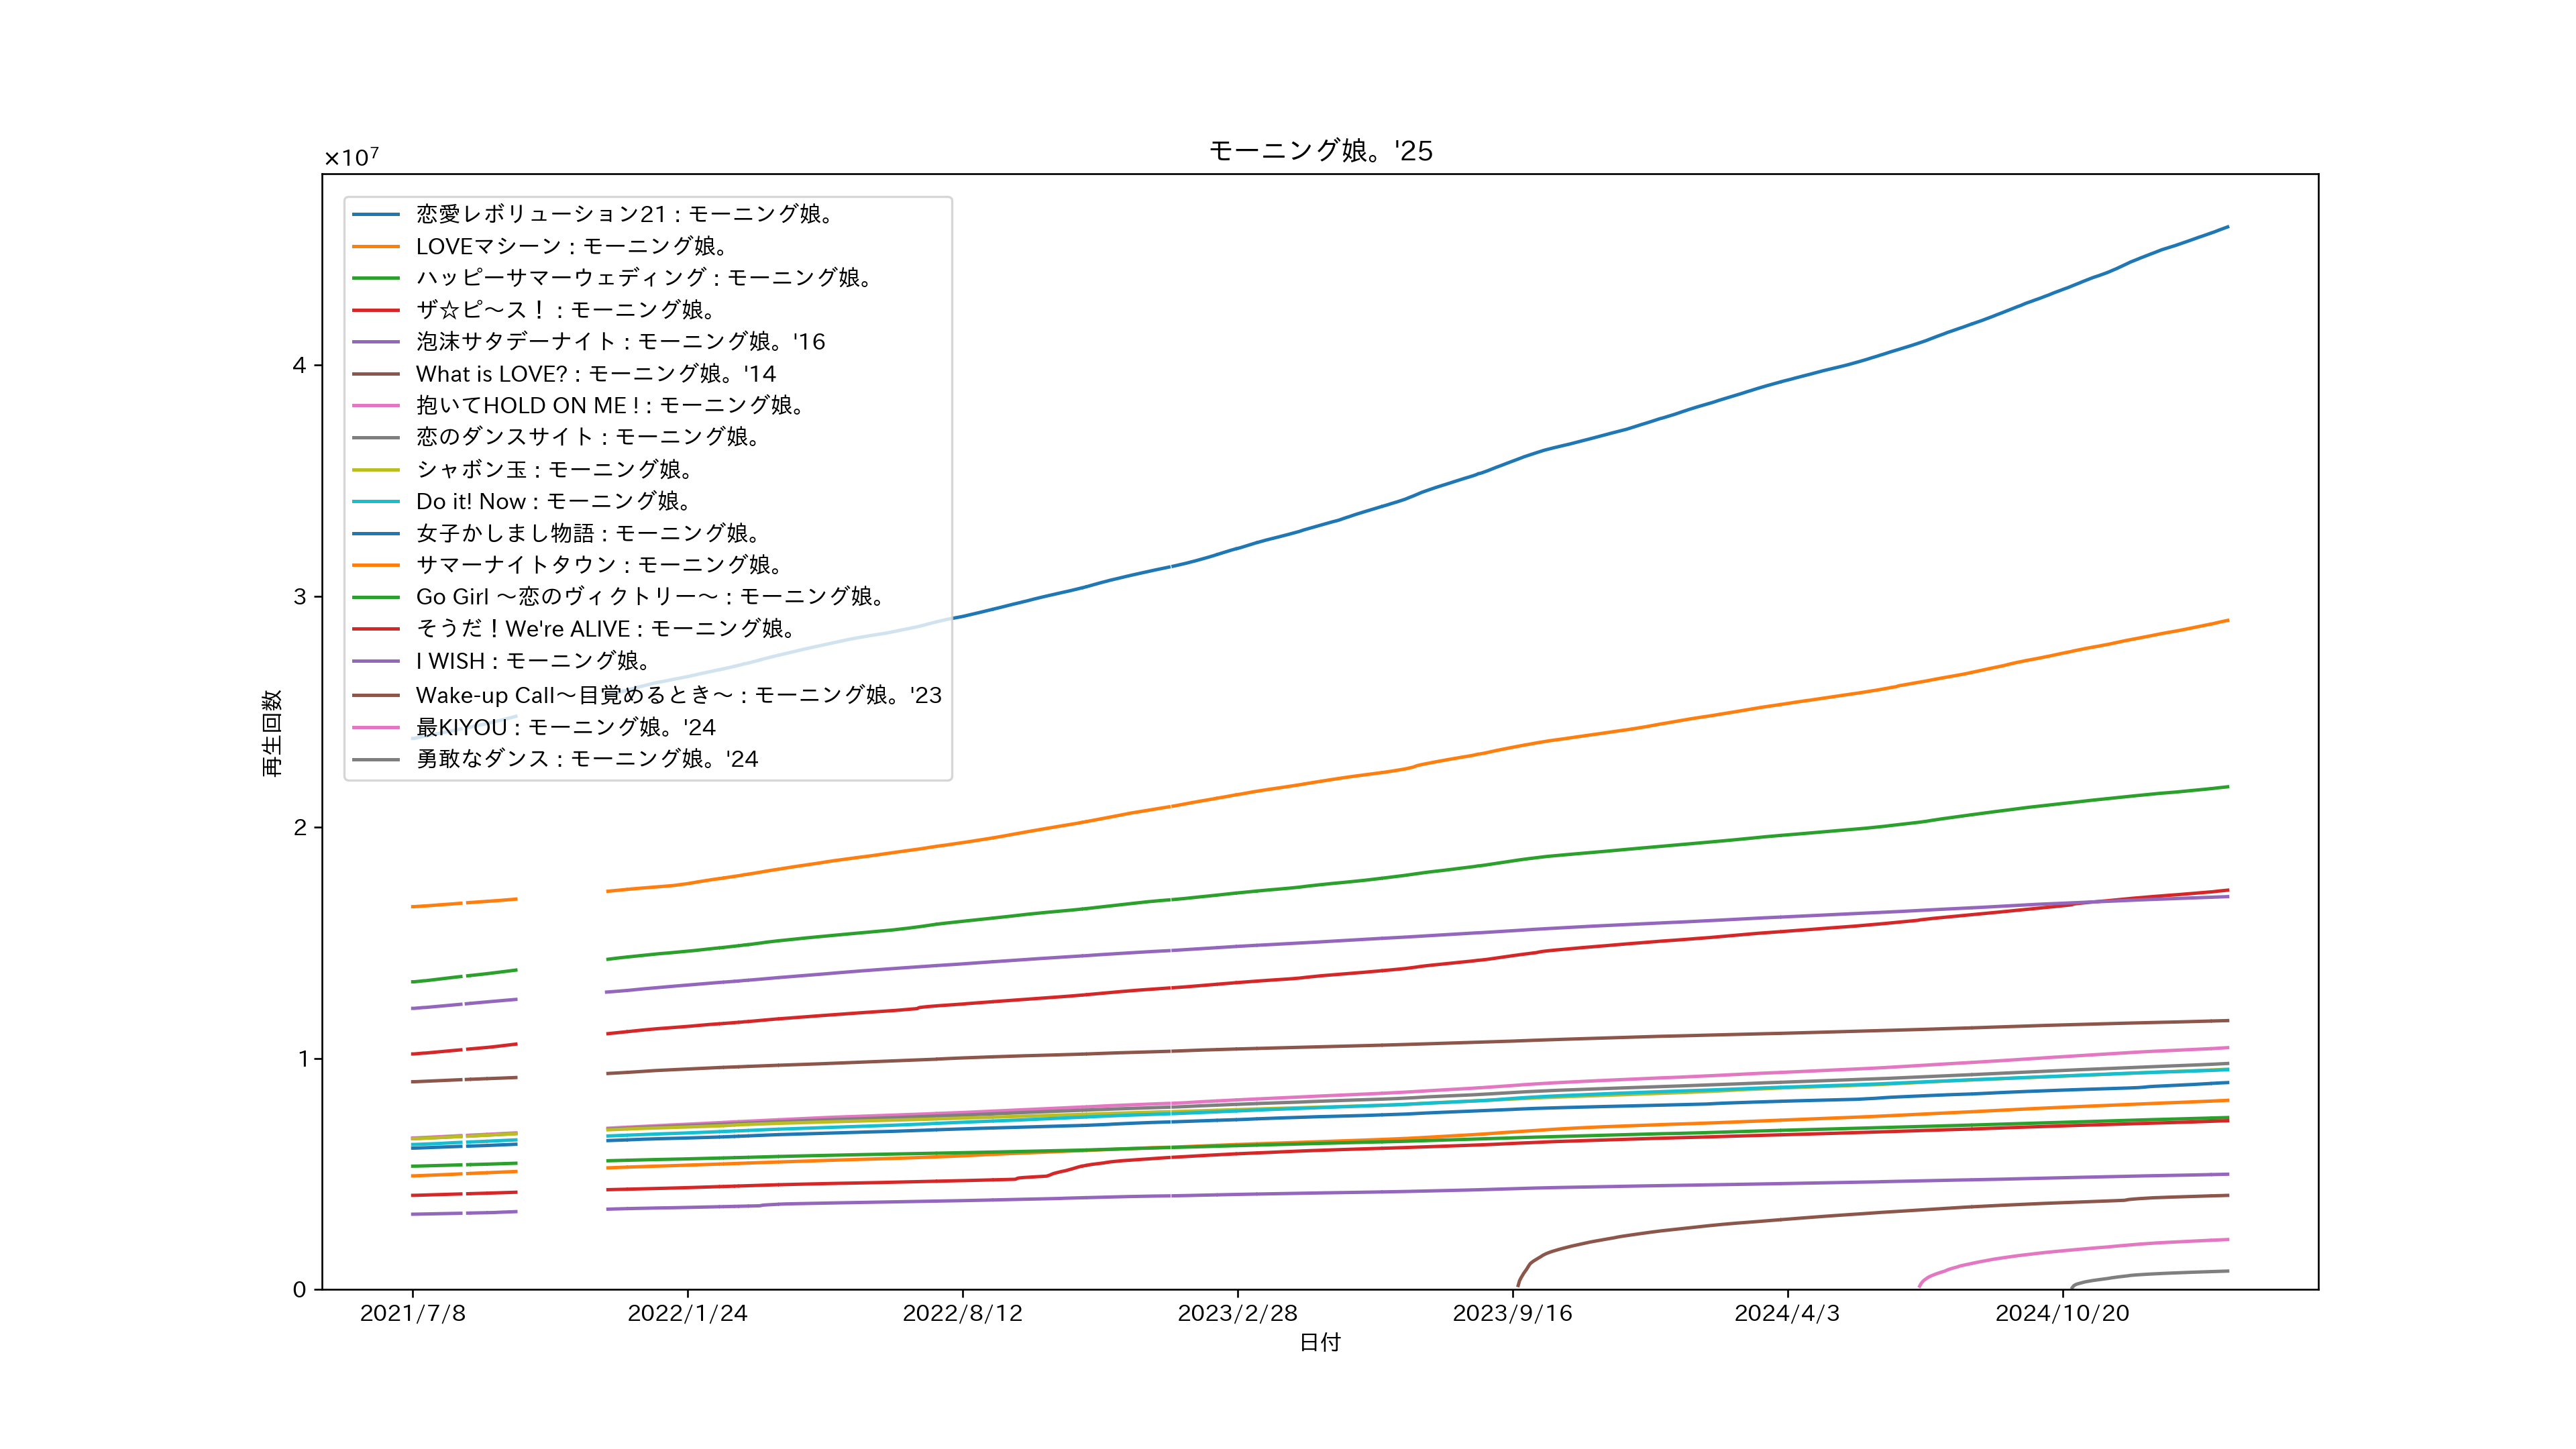 モーニング娘。'25
×10⁷
恋愛レボリューション21 : モーニング娘。
LOVEマシーン : モーニング娘。
ハッピーサマーウェディング : モーニング娘。
ザ☆ピ～ス！ : モーニング娘。
泡沫サタデーナイト : モーニング娘。'16
What is LOVE? : モーニング娘。'14
抱いてHOLD ON ME ! : モーニング娘。
恋のダンスサイト : モーニング娘。
シャボン玉 : モーニング娘。
Do it! Now : モーニング娘。
女子かしまし物語 : モーニング娘。
サマーナイトタウン : モーニング娘。
Go Girl ～恋のヴィクトリー～ : モーニング娘。
そうだ！We're ALIVE : モーニング娘。
I WISH : モーニング娘。
Wake-up Call～目覚めるとき～ : モーニング娘。'23
最KIYOU : モーニング娘。'24
勇敢なダンス : モーニング娘。'24
再生回数
4
3
2
1
0
2021/7/8
2022/1/24
2022/8/12
2023/2/28
2023/9/16
2024/4/3
2024/10/20
日付